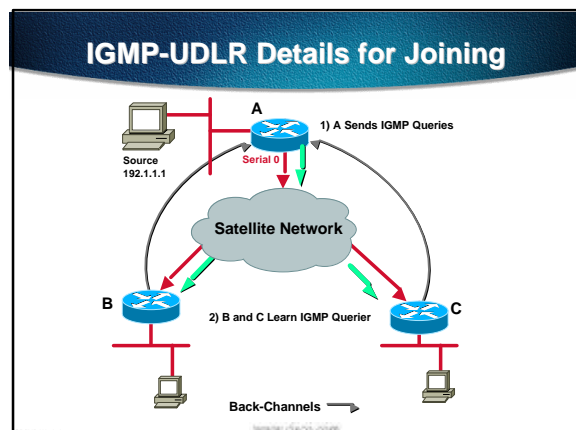 IGMP-UDLR Details for Joining
A
1) A Sends IGMP Queries
Source
192.1.1.1
Serial 0
Satellite Network
B
C
2) B and C Learn IGMP Querier
Back-Channels